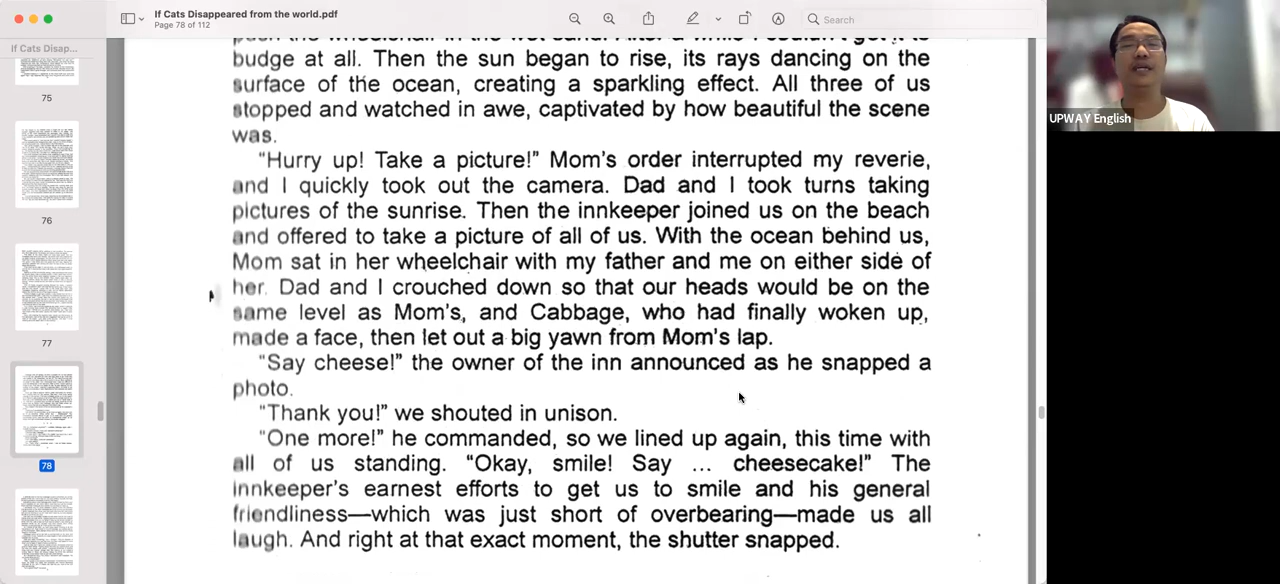 If Cats Disappeared from the world.pdf
Page 78 of 112
Search
If Cats Disap...
75
76
77
78
budge at all. Then the sun began to rise, its rays dancing on the
surface of the ocean, creating a sparkling effect. All three of us
stopped and watched in awe, captivated by how beautiful the scene
was.
"Hurry up! Take a picture!" Mom's order interrupted my reverie,
and I quickly took out the camera. Dad and I took turns taking
pictures of the sunrise. Then the innkeeper joined us on the beach
and offered to take a picture of all of us. With the ocean behind us,
Mom sat in her wheelchair with my father and me on either side of
her. Dad and I crouched down so that our heads would be on the
same level as Mom's, and Cabbage, who had finally woken up,
made a face, then let out a big yawn from Mom's lap.
"Say cheese!" the owner of the inn announced as he snapped a
photo.
"Thank you!" we shouted in unison.
"One more!" he commanded, so we lined up again, this time with
all of us standing. "Okay, smile! Say ... cheesecake!" The
innkeeper's earnest efforts to get us to smile and his general
friendliness—which was just short of overbearing—made us all
laugh. And right at that exact moment, the shutter snapped.
UPWAY English